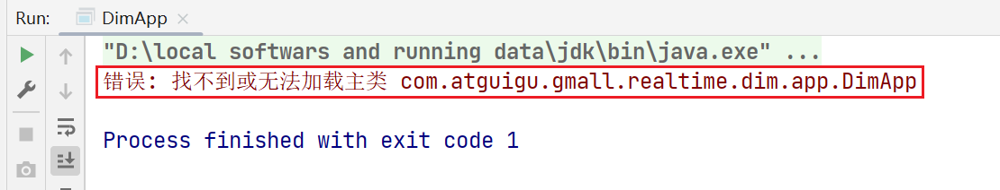 Run: DimApp
"D:\local softwars and running data\jdk\bin\java.exe" ...
错误: 找不到或无法加载主类 com.atguigu.gmall.realtime.dim.app.DimApp
Process finished with exit code 1